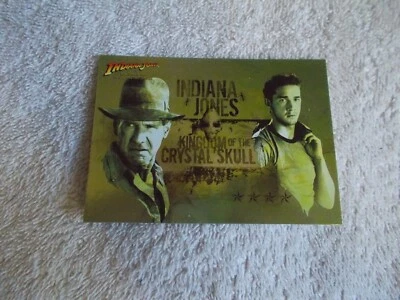 INDIANA JONES
INDIANA
JONES
KINGDOM OF THE
CRYSTAL SKULL